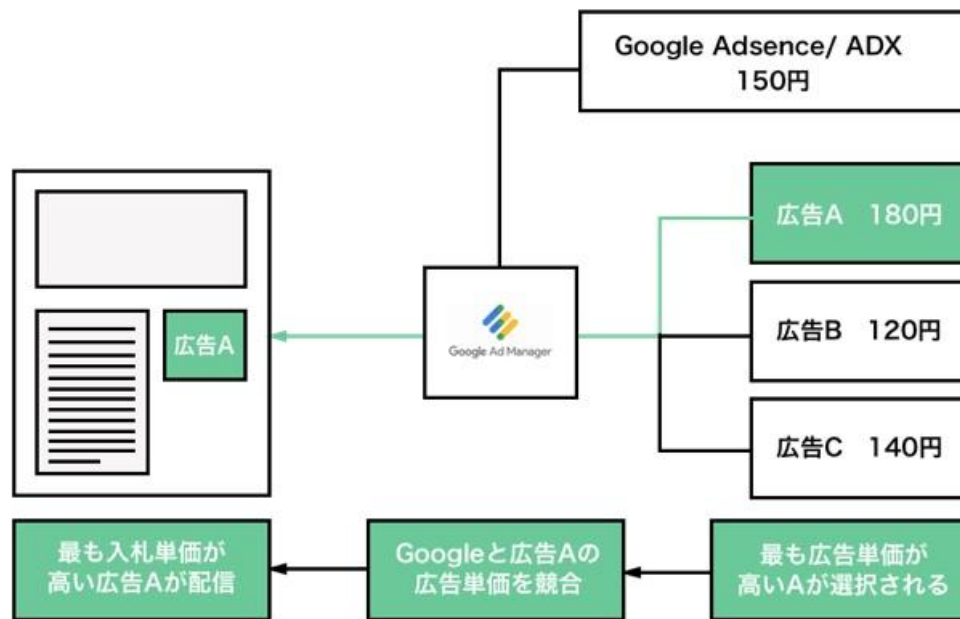 Google Adsence/ ADX
150円
広告A 180円
広告A
Google Ad Manager
広告B 120円
広告C 140円
最も入札単価が
高い広告Aが配信
Googleと広告Aの
広告単価を競合
最も広告単価が
高いAが選択される